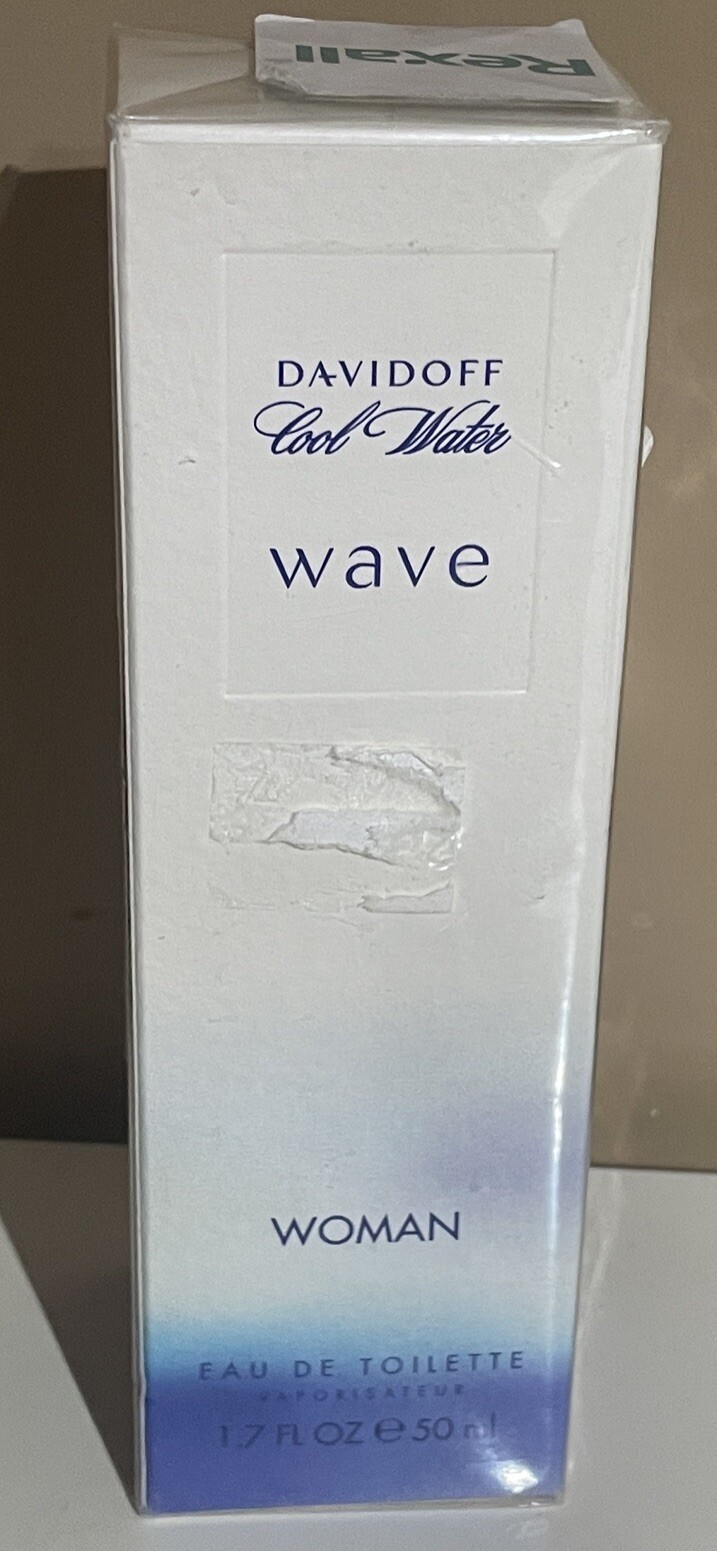 Rexall
DAVIDOFF
Cool Water
wave
WOMAN
EAU DE TOILETTE
VAPORISATEUR
1.7 FL OZ e 50 ml